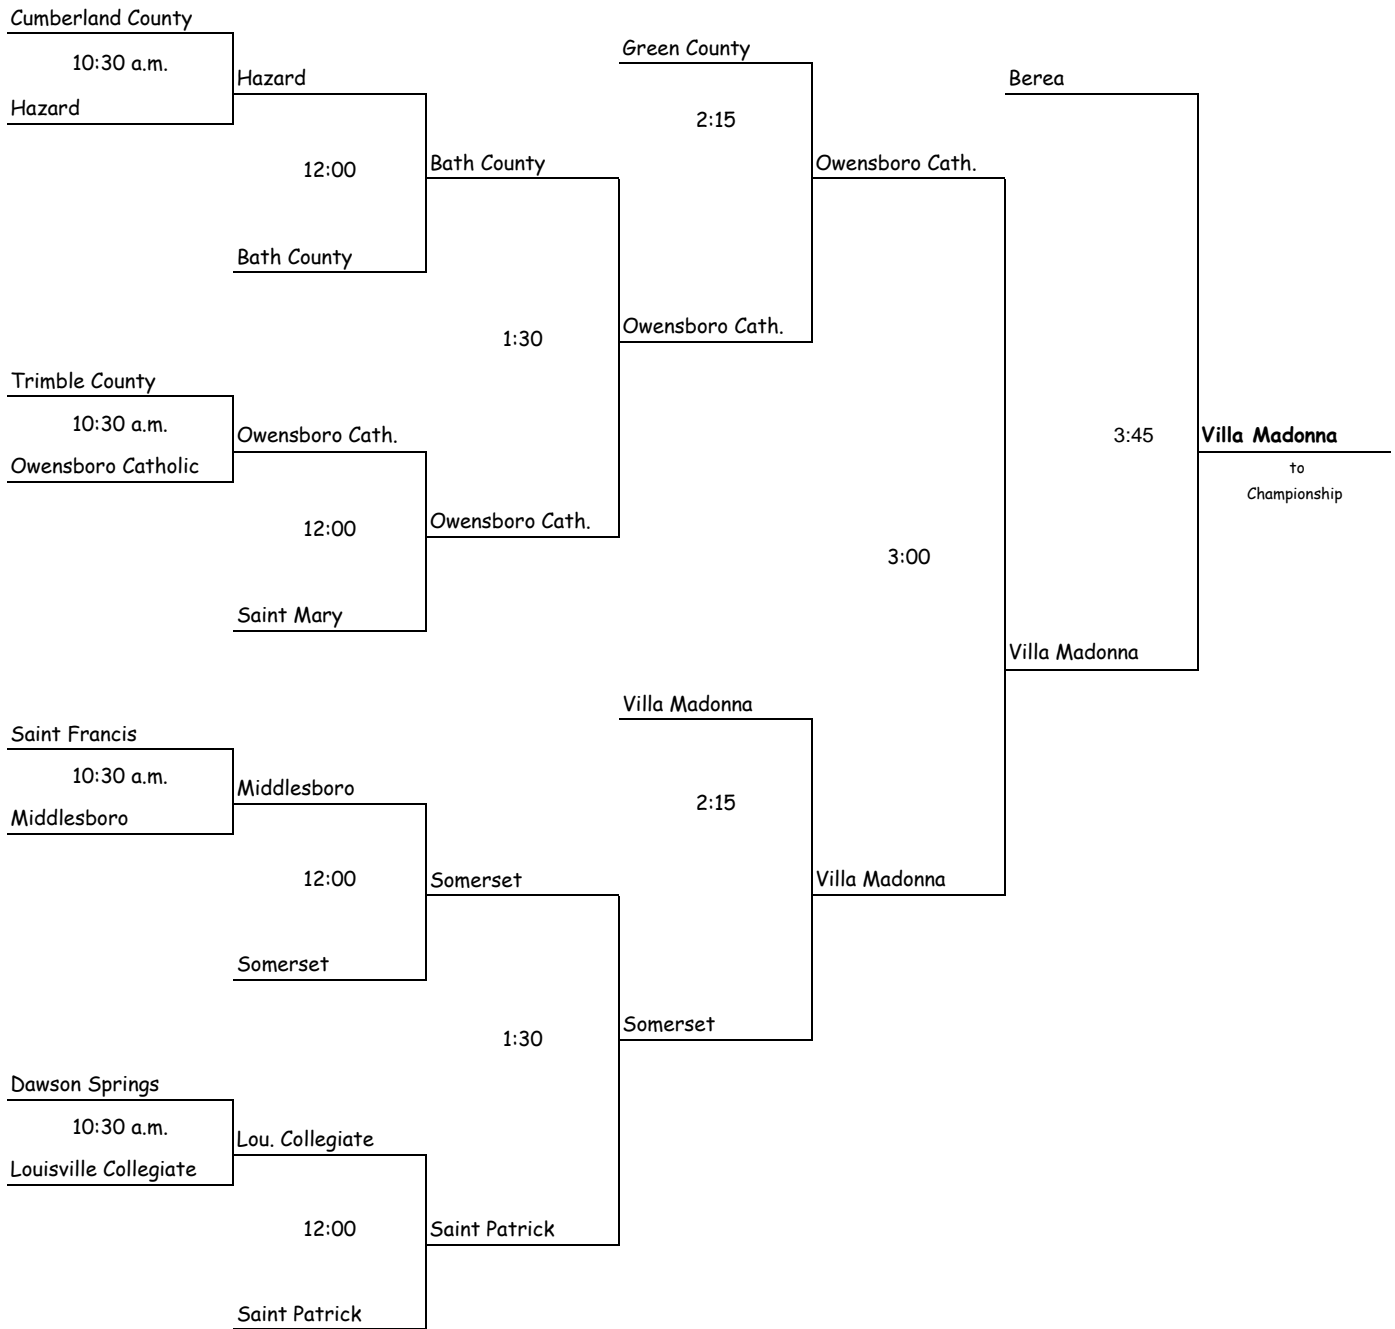 Cumberland County
10:30 a.m.
Hazard
Trimble County
10:30 a.m.
Owensboro Catholic
Saint Francis
10:30 a.m.
Middlesboro
Dawson Springs
10:30 a.m.
Louisville Collegiate
Hazard
12:00
Bath County
Owensboro Cath.
12:00
Saint Mary
Middlesboro
12:00
Somerset
Lou. Collegiate
12:00
Saint Patrick
Bath County
1:30
Owensboro Cath.
Somerset
1:30
Saint Patrick
Green County
2:15
Owensboro Cath.
Villa Madonna
2:15
Somerset
Owensboro Cath.
3:00
Villa Madonna
Berea
3:45
Villa Madonna
Villa Madonna
to
Championship